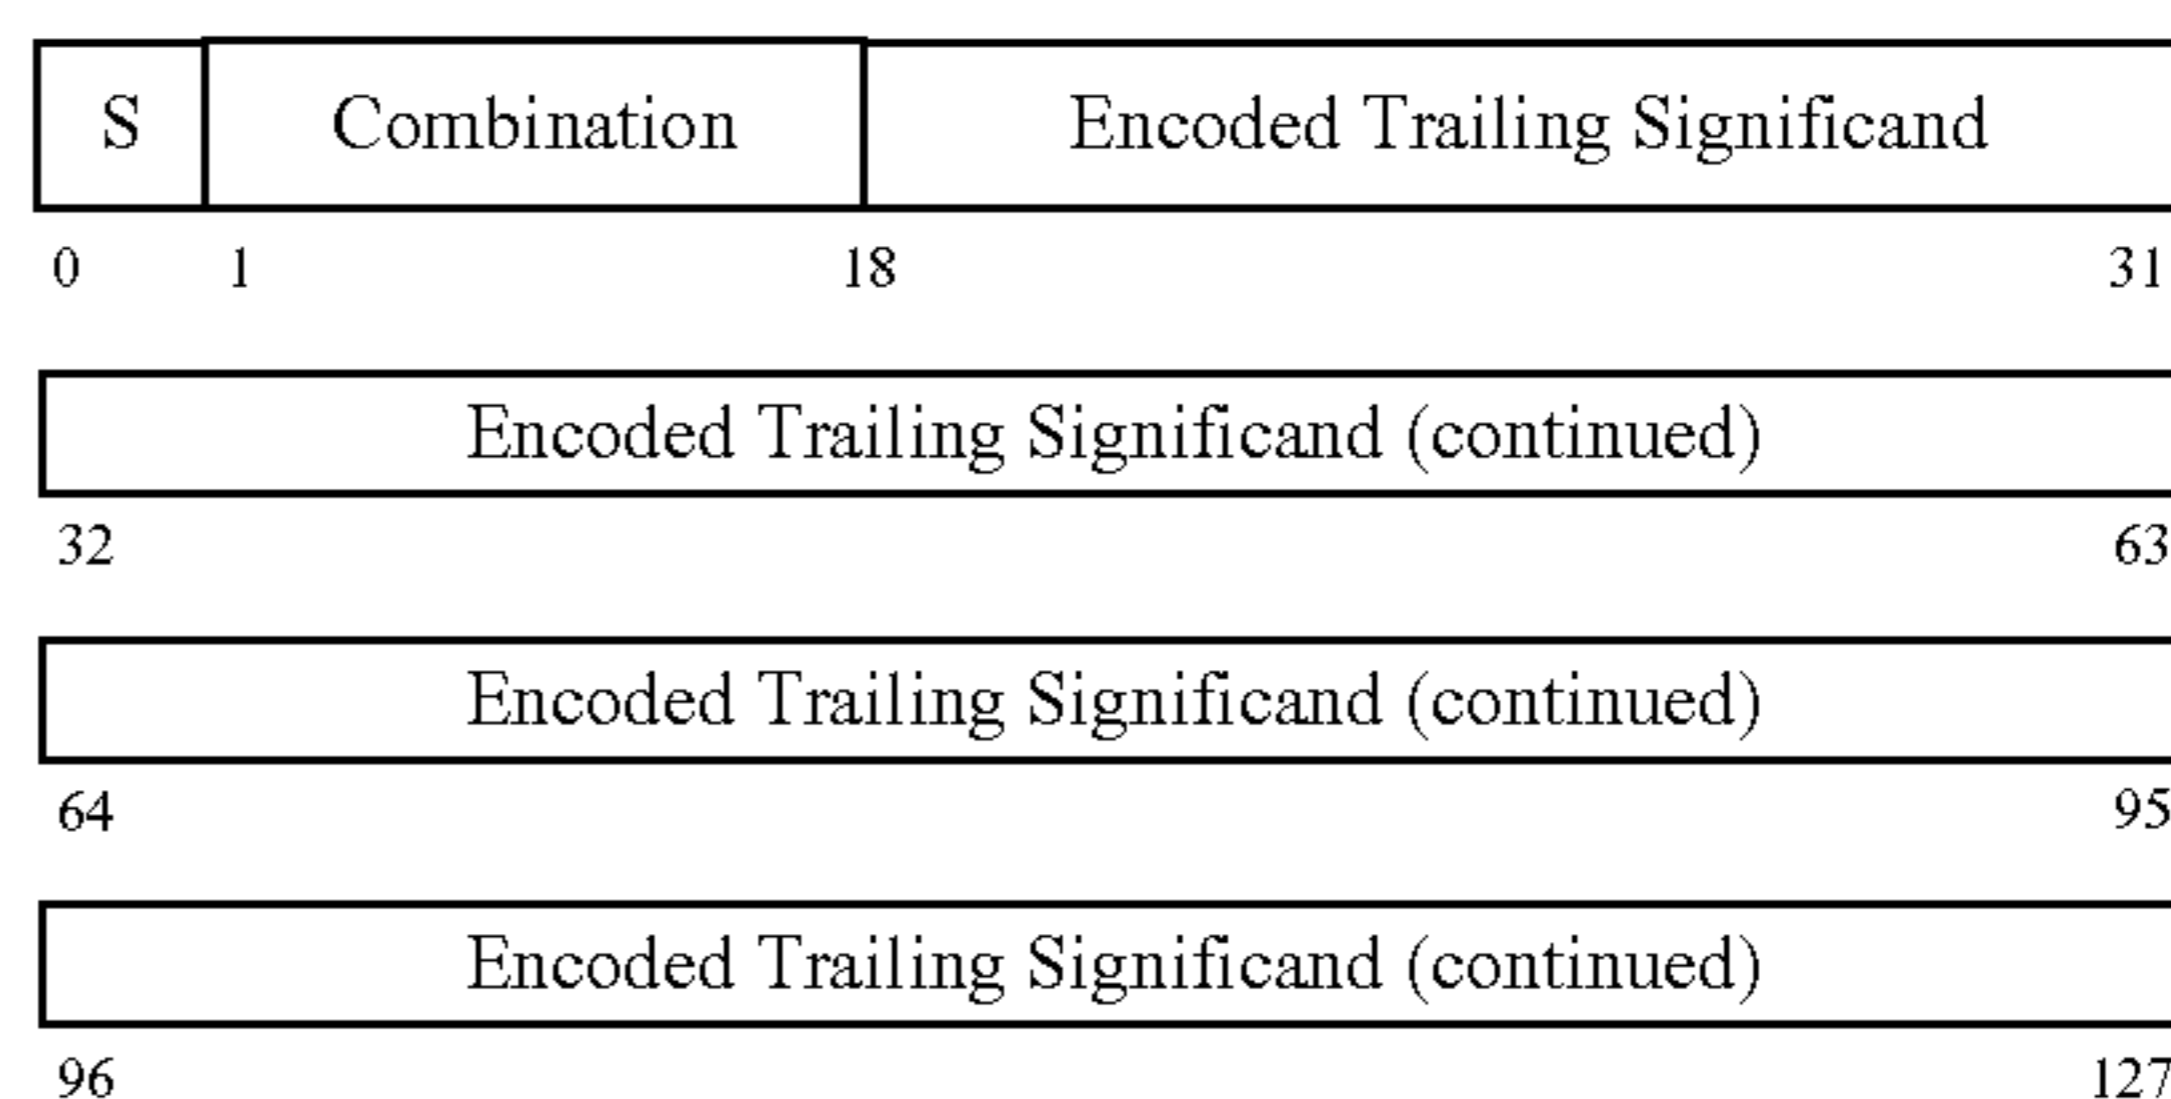 S Combination Encoded Trailing Significand
0 1 18 31
Encoded Trailing Significand (continued)
32 63
Encoded Trailing Significand (continued)
64 95
Encoded Trailing Significand (continued)
96 127